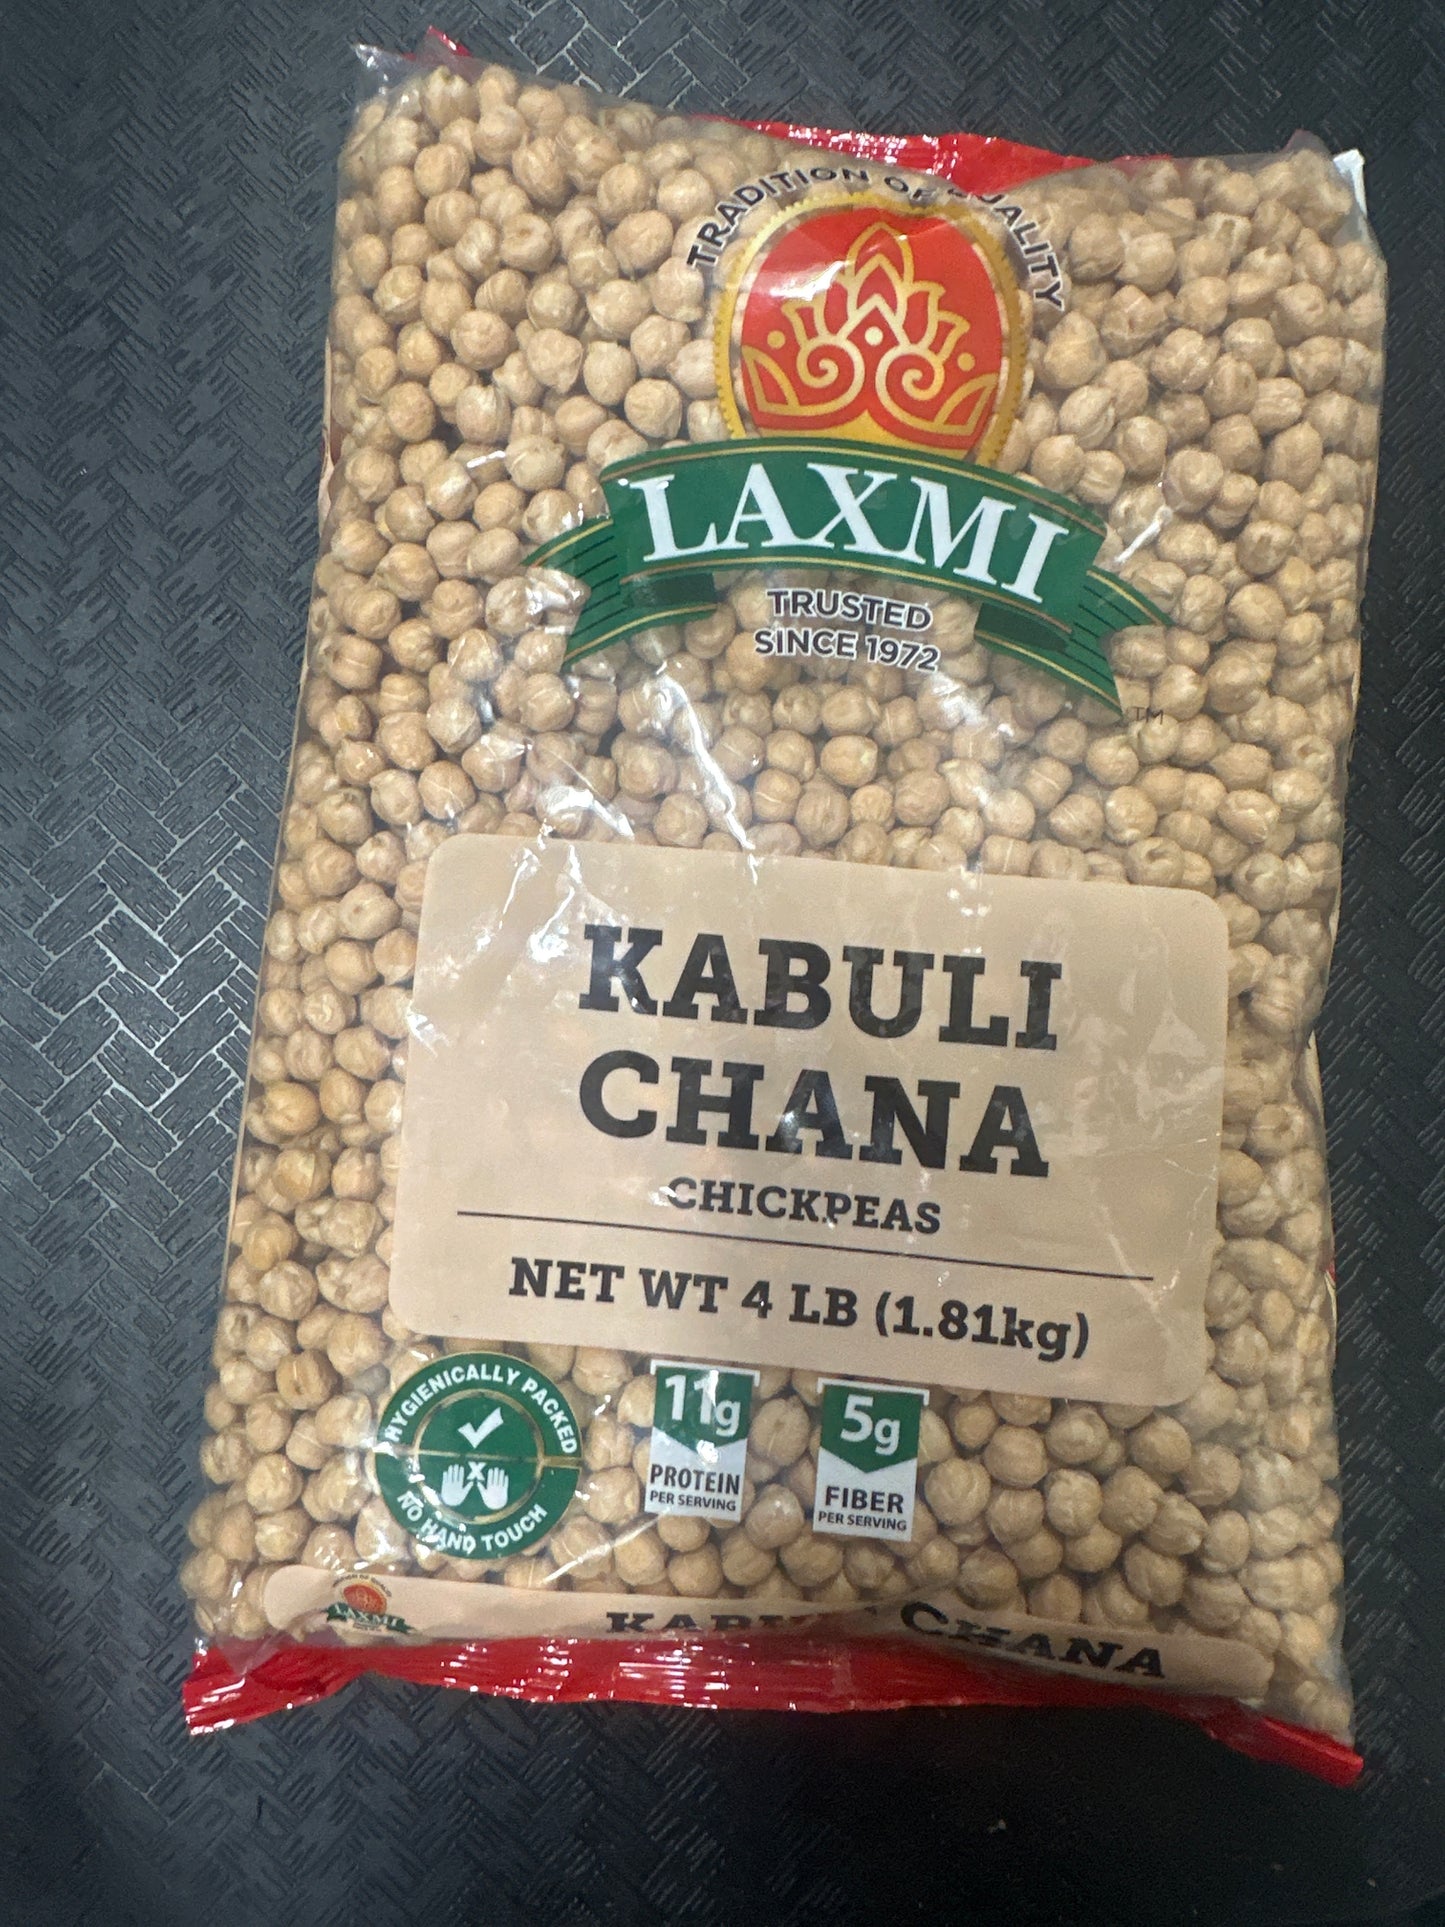 TRADITION OF QUALITY
LAXMI
TRUSTED
SINCE 1972
TM
KABULI
CHANA
CHICKPEAS
NET WT 4 LB (1.81kg)
HYGIENICALLY PACKED
NO HAND TOUCH
11g
PROTEIN
PER SERVING
5g
FIBER
PER SERVING
LAXMI
KABULI CHANA